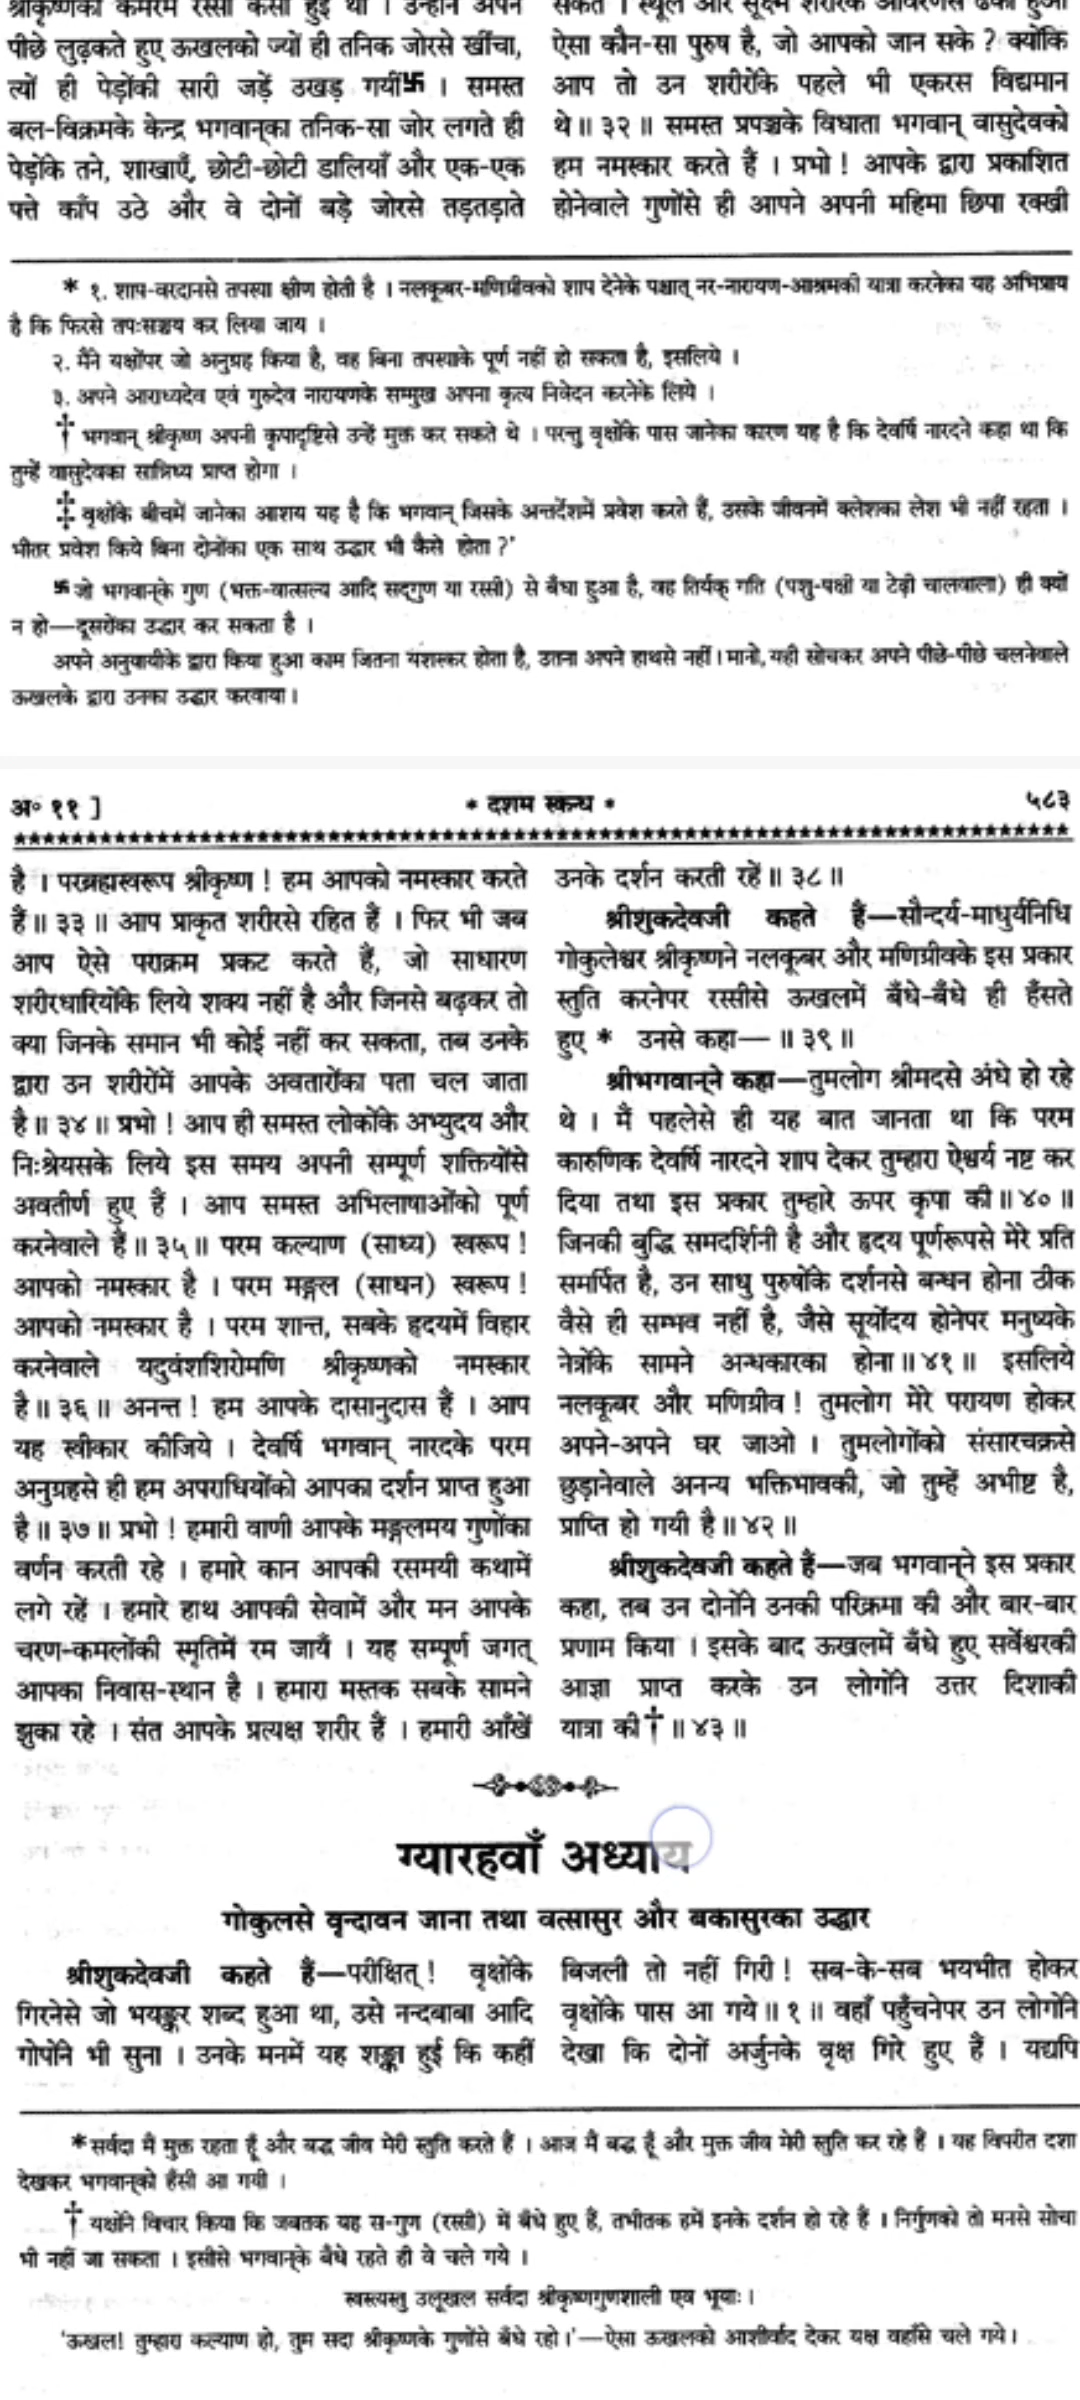 श्रीकृष्णकी कमरमें रस्सी कसी हुई थी । उन्होंने अपने
पीछे लुढ़कते हुए ऊखलको ज्यों ही तनिक जोरसे खींचा,
त्यों ही पेड़ोंकी सारी जड़ें उखड़ गयीं卐 । समस्त
बल-विक्रमके केन्द्र भगवान्‌का तनिक-सा जोर लगते ही
पेड़ोंके तने, शाखाएँ, छोटी-छोटी डालियाँ और एक-एक
पत्ते काँप उठे और वे दोनों बड़े जोरसे तड़तड़ाते
सकते । स्थूल और सूक्ष्म शरीरके आवरणसे ढका हुआ
ऐसा कौन-सा पुरुष है, जो आपको जान सके ? क्योंकि
आप तो उन शरीरोंके पहले भी एकरस विद्यमान
थे ॥ ३२ ॥ समस्त प्रपञ्चके विधाता भगवान् वासुदेवको
हम नमस्कार करते हैं । प्रभो ! आपके द्वारा प्रकाशित
होनेवाले गुणोंसे ही आपने अपनी महिमा छिपा रक्खी
* १. शाप-वरदानसे तपस्या क्षीण होती है । नलकूबर-मणिग्रीवको शाप देनेके पश्चात् नर-नारायण-आश्रमकी यात्रा करनेका यह अभिप्राय
है कि फिरसे तपःसञ्चय कर लिया जाय ।
२. मैंने यक्षोंपर जो अनुग्रह किया है, वह बिना तपस्याके पूर्ण नहीं हो सकता है, इसलिये ।
३. अपने आराध्यदेव एवं गुरुदेव नारायणके सम्मुख अपना कृत्य निवेदन करनेके लिये ।
† भगवान् श्रीकृष्ण अपनी कृपादृष्टिसे उन्हें मुक्त कर सकते थे । परन्तु वृक्षोंके पास जानेका कारण यह है कि देवर्षि नारदने कहा था कि
तुम्हें वासुदेवका सान्निध्य प्राप्त होगा ।
‡ वृक्षोंके बीचमें जानेका आशय यह है कि भगवान् जिसके अन्तर्देशमें प्रवेश करते हैं, उसके जीवनमें क्लेशका लेश भी नहीं रहता ।
भीतर प्रवेश किये बिना दोनोंका एक साथ उद्धार भी कैसे होता ?'
卐 जो भगवान्‌के गुण (भक्त-वात्सल्य आदि सद्‌गुण या रस्सी) से बँधा हुआ है, वह तिर्यक् गति (पशु-पक्षी या टेढ़ी चालवाला) ही क्यों
न हो—दूसरोंका उद्धार कर सकता है ।
अपने अनुयायीके द्वारा किया हुआ काम जितना यशस्कर होता है, उतना अपने हाथसे नहीं । मानो, यही सोचकर अपने पीछे-पीछे चलनेवाले
ऊखलके द्वारा उनका उद्धार करवाया ।
अ० ११ ] * दशम स्कन्ध * ५८३
है । परब्रह्मस्वरूप श्रीकृष्ण ! हम आपको नमस्कार करते
हैं ॥ ३३ ॥ आप प्राकृत शरीरसे रहित हैं । फिर भी जब
आप ऐसे पराक्रम प्रकट करते हैं, जो साधारण
शरीरधारियोंके लिये शक्य नहीं है और जिनसे बढ़कर तो
क्या जिनके समान भी कोई नहीं कर सकता, तब उनके
द्वारा उन शरीरोंमें आपके अवतारोंका पता चल जाता
है ॥ ३४ ॥ प्रभो ! आप ही समस्त लोकोंके अभ्युदय और
निःश्रेयसके लिये इस समय अपनी सम्पूर्ण शक्तियोंसे
अवतीर्ण हुए हैं । आप समस्त अभिलाषाओंको पूर्ण
करनेवाले हैं ॥ ३५ ॥ परम कल्याण (साध्य) स्वरूप !
आपको नमस्कार है । परम मङ्गल (साधन) स्वरूप !
आपको नमस्कार है । परम शान्त, सबके हृदयमें विहार
करनेवाले यदुवंशशिरोमणि श्रीकृष्णको नमस्कार
है ॥ ३६ ॥ अनन्त ! हम आपके दासानुदास हैं । आप
यह स्वीकार कीजिये । देवर्षि भगवान् नारदके परम
अनुग्रहसे ही हम अपराधियोंको आपका दर्शन प्राप्त हुआ
है ॥ ३७ ॥ प्रभो ! हमारी वाणी आपके मङ्गलमय गुणोंका
वर्णन करती रहे । हमारे कान आपकी रसमयी कथामें
लगे रहें । हमारे हाथ आपकी सेवामें और मन आपके
चरण-कमलोंकी स्मृतिमें रम जायँ । यह सम्पूर्ण जगत्
आपका निवास-स्थान है । हमारा मस्तक सबके सामने
झुका रहे । संत आपके प्रत्यक्ष शरीर हैं । हमारी आँखें
उनके दर्शन करती रहें ॥ ३८ ॥
श्रीशुकदेवजी कहते हैं—सौन्दर्य-माधुर्यनिधि
गोकुलेश्वर श्रीकृष्णने नलकूबर और मणिग्रीवके इस प्रकार
स्तुति करनेपर रस्सीसे ऊखलमें बँधे-बँधे ही हँसते
हुए * उनसे कहा— ॥ ३९ ॥
श्रीभगवान्‌ने कहा—तुमलोग श्रीमदसे अंधे हो रहे
थे । मैं पहलेसे ही यह बात जानता था कि परम
कारुणिक देवर्षि नारदने शाप देकर तुम्हारा ऐश्वर्य नष्ट कर
दिया तथा इस प्रकार तुम्हारे ऊपर कृपा की ॥ ४० ॥
जिनकी बुद्धि समदर्शिनी है और हृदय पूर्णरूपसे मेरे प्रति
समर्पित है, उन साधु पुरुषोंके दर्शनसे बन्धन होना ठीक
वैसे ही सम्भव नहीं है, जैसे सूर्योदय होनेपर मनुष्यके
नेत्रोंके सामने अन्धकारका होना ॥ ४१ ॥ इसलिये
नलकूबर और मणिग्रीव ! तुमलोग मेरे परायण होकर
अपने-अपने घर जाओ । तुमलोगोंको संसारचक्रसे
छुड़ानेवाले अनन्य भक्तिभावकी, जो तुम्हें अभीष्ट है,
प्राप्ति हो गयी है ॥ ४२ ॥
श्रीशुकदेवजी कहते हैं—जब भगवान्‌ने इस प्रकार
कहा, तब उन दोनोंने उनकी परिक्रमा की और बार-बार
प्रणाम किया । इसके बाद ऊखलमें बँधे हुए सर्वेश्वरकी
आज्ञा प्राप्त करके उन लोगोंने उत्तर दिशाकी
यात्रा की † ॥ ४३ ॥
ग्यारहवाँ अध्याय
गोकुलसे वृन्दावन जाना तथा वत्सासुर और बकासुरका उद्धार
श्रीशुकदेवजी कहते हैं—परीक्षित् ! वृक्षोंके
गिरनेसे जो भयङ्कर शब्द हुआ था, उसे नन्दबाबा आदि
गोपोंने भी सुना । उनके मनमें यह शङ्का हुई कि कहीं
बिजली तो नहीं गिरी ! सब-के-सब भयभीत होकर
वृक्षोंके पास आ गये ॥ १ ॥ वहाँ पहुँचनेपर उन लोगोंने
देखा कि दोनों अर्जुनके वृक्ष गिरे हुए हैं । यद्यपि
* सर्वदा मैं मुक्त रहता हूँ और बद्ध जीव मेरी स्तुति करते हैं । आज मैं बद्ध हूँ और मुक्त जीव मेरी स्तुति कर रहे हैं । यह विपरीत दशा
देखकर भगवान्‌को हँसी आ गयी ।
† यक्षोंने विचार किया कि जबतक यह स-गुण (रस्सी) में बँधे हुए हैं, तभीतक हमें इनके दर्शन हो रहे हैं । निर्गुणको तो मनसे सोचा
भी नहीं जा सकता । इसीसे भगवान्‌के बँधे रहते ही वे चले गये ।
स्वस्त्यस्तु उलूखल सर्वदा श्रीकृष्णगुणशाली एव भूयाः ।
'ऊखल! तुम्हारा कल्याण हो, तुम सदा श्रीकृष्णके गुणोंसे बँधे रहो ।'—ऐसा ऊखलको आशीर्वाद देकर यक्ष वहाँसे चले गये ।